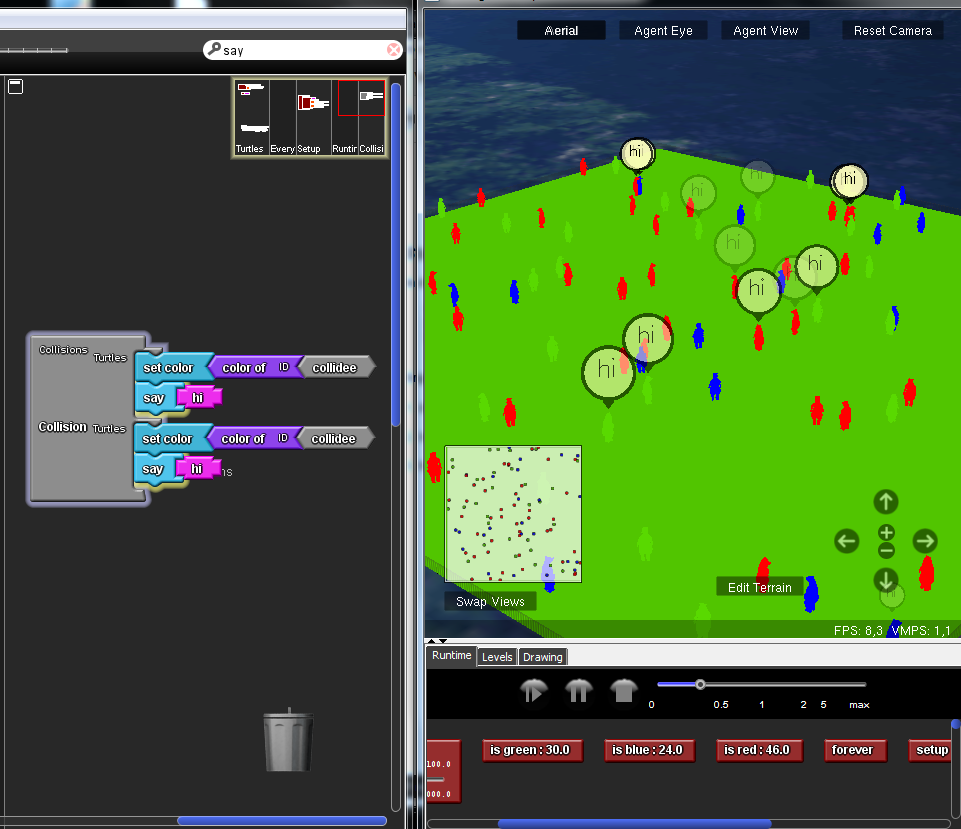 say
Turtles Every Setup Runtir Collisi
Collisions Turtles
set color color of ID collidee
say hi
Collision Turtles
set color color of ID collidee
say hi
ns
Aerial Agent Eye Agent View Reset Camera
hi
hi
hi
hi
hi
hi
hi
hi
hi
hi
Swap Views
Edit Terrain
hi
FPS: 8,3 VMPS: 1,1
Runtime Levels Drawing
0 0.5 1 2 5 max
is green : 30.0 is blue : 24.0 is red : 46.0 forever setup
100.0
000.0